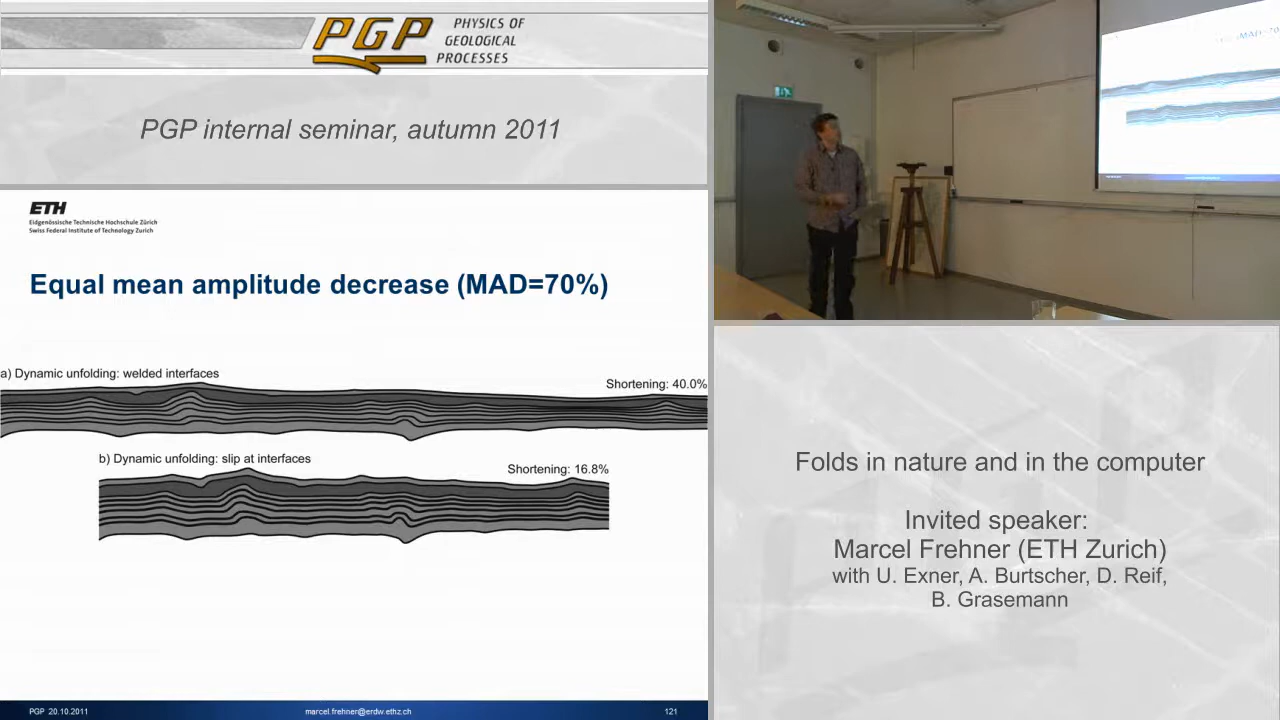 PGP
PHYSICS OF
GEOLOGICAL
PROCESSES
PGP internal seminar, autumn 2011
ETH
Eidgenössische Technische Hochschule Zürich
Swiss Federal Institute of Technology Zurich
Equal mean amplitude decrease (MAD=70%)
a) Dynamic unfolding: welded interfaces
Shortening: 40.0%
b) Dynamic unfolding: slip at interfaces
Shortening: 16.8%
PGP 20.10.2011
marcel.frehner@erdw.ethz.ch
121
Folds in nature and in the computer
Invited speaker:
Marcel Frehner (ETH Zurich)
with U. Exner, A. Burtscher, D. Reif,
B. Grasemann